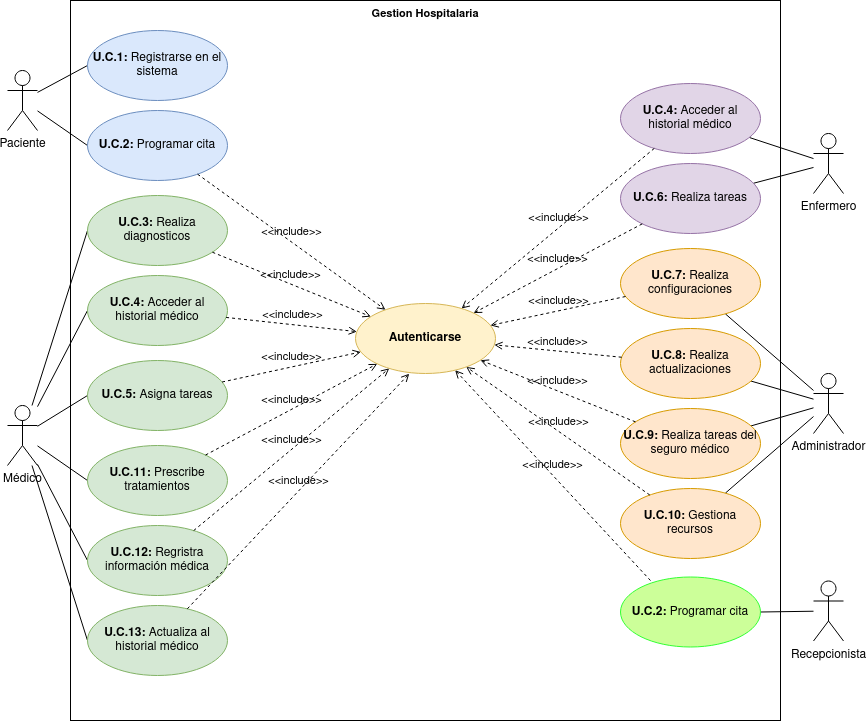 Gestion Hospitalaria
U.C.1: Registrarse en el
sistema
Paciente
U.C.2: Programar cita
U.C.3: Realiza
diagnosticos
U.C.4: Acceder al
historial médico
U.C.5: Asigna tareas
Médico
U.C.11: Prescribe
tratamientos
U.C.12: Regristra
información médica
U.C.13: Actualiza al
historial médico
<<include>>
<<include>>
<<include>>
<<include>>
<<include>>
<<include>>
<<include>>
Autenticarse
<<include>>
<<include>>
<<include>>
<<include>>
<<include>>
<<include>>
<<include>>
U.C.4: Acceder al
historial médico
U.C.6: Realiza tareas
Enfermero
U.C.7: Realiza
configuraciones
U.C.8: Realiza
actualizaciones
U.C.9: Realiza tareas del
seguro médico
Administrador
U.C.10: Gestiona
recursos
U.C.2: Programar cita
Recepcionista